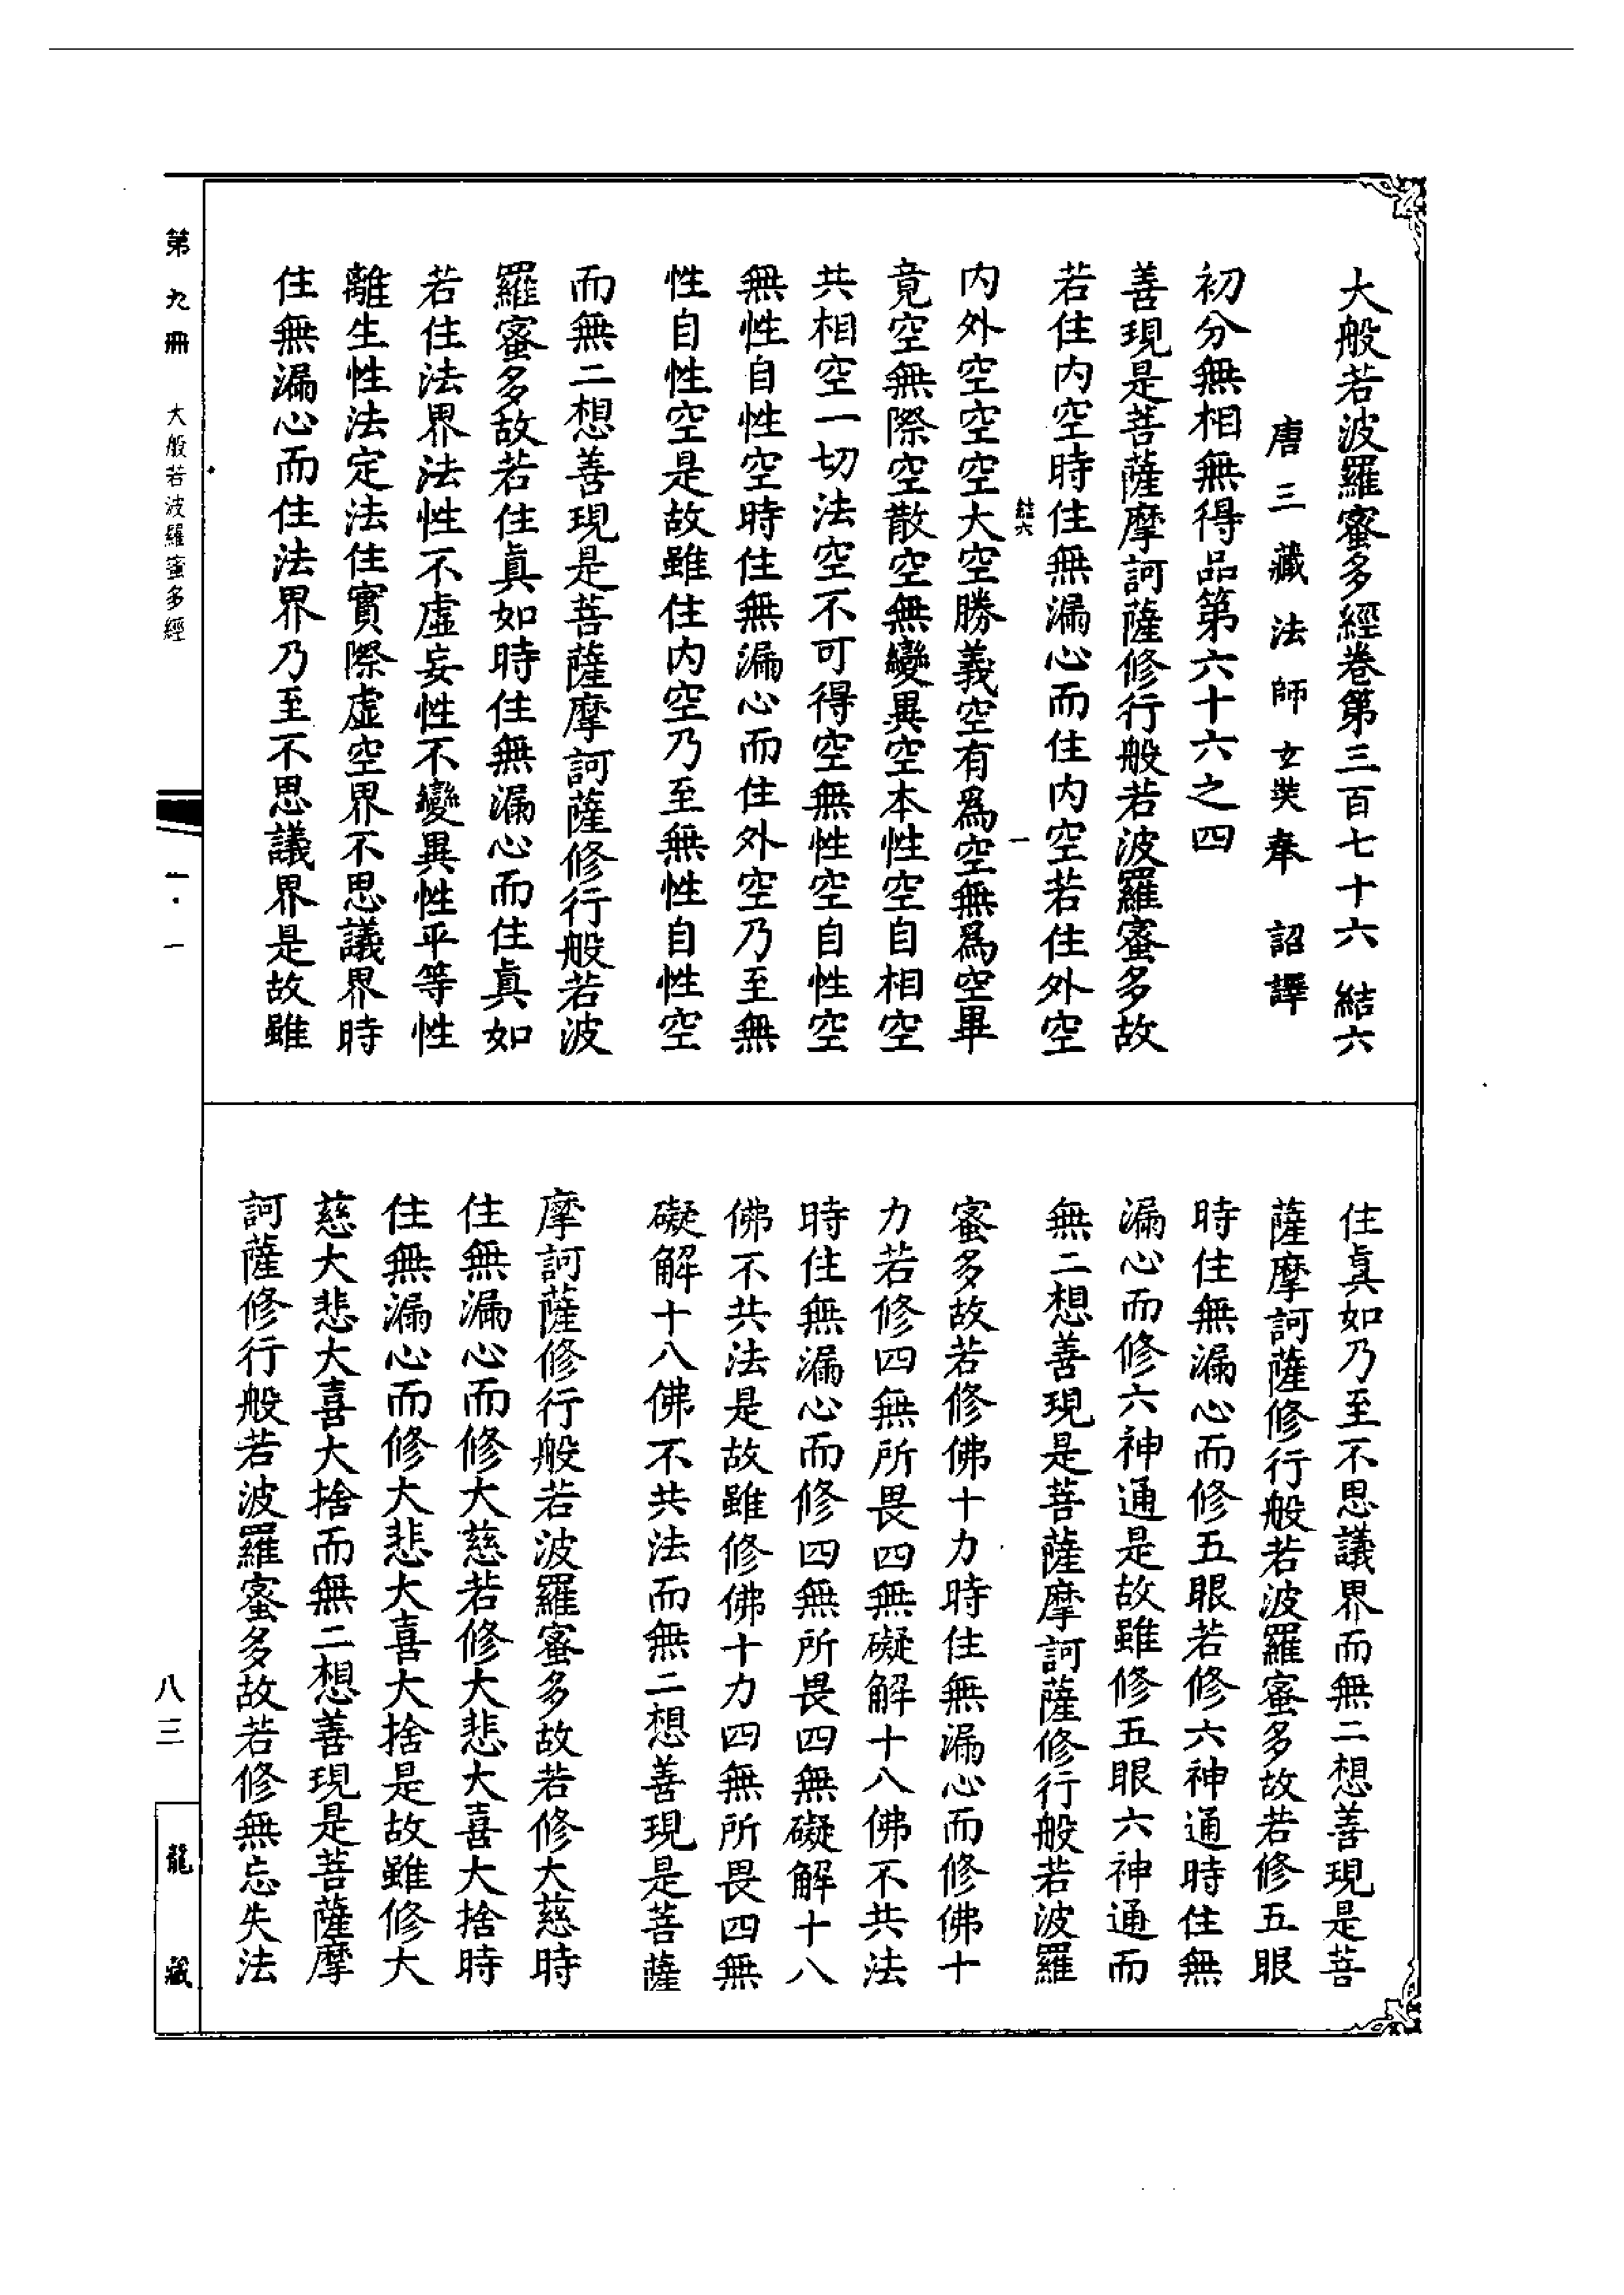 大般若波羅蜜多經卷第三百七十六 結六
唐三藏法師玄奘奉 詔譯
初分無相無得品第六十六之四
善現是菩薩摩訶薩修行般若波羅蜜多故
若住内空時住無漏心而住内空若住外空
結六 一
内外空空空大空勝義空有爲空無爲空畢
竟空無際空散空無變異空本性空自相空
共相空一切法空不可得空無性空自性空
無性自性空時住無漏心而住外空乃至無
性自性空是故雖住内空乃至無性自性空
而無二想善現是菩薩摩訶薩修行般若波
羅蜜多故若住眞如時住無漏心而住眞如
若住法界法性不虛妄性不變異性平等性
離生性法定法住實際虛空界不思議界時
住無漏心而住法界乃至不思議界是故雖
住眞如乃至不思議界而無二想善現是菩
薩摩訶薩修行般若波羅蜜多故若修五眼
時住無漏心而修五眼若修六神通時住無
漏心而修六神通是故雖修五眼六神通而
無二想善現是菩薩摩訶薩修行般若波羅
蜜多故若修佛十力時住無漏心而修佛十
力若修四無所畏四無礙解十八佛不共法
時住無漏心而修四無所畏四無礙解十八
佛不共法是故雖修佛十力四無所畏四無
礙解十八佛不共法而無二想善現是菩薩
摩訶薩修行般若波羅蜜多故若修大慈時
住無漏心而修大慈若修大悲大喜大捨時
住無漏心而修大悲大喜大捨是故雖修大
慈大悲大喜大捨而無二想善現是菩薩摩
訶薩修行般若波羅蜜多故若修無忘失法
第九冊 大般若波羅蜜多經
一·一
八三
龍藏